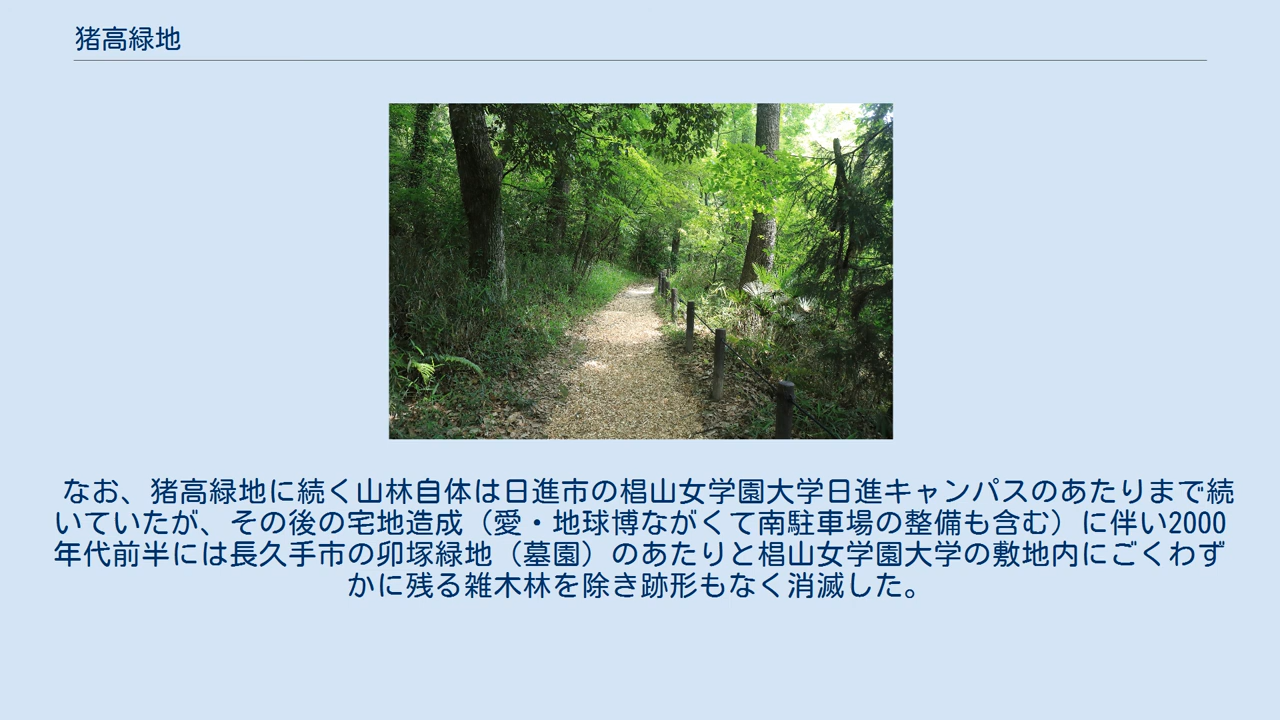 猪高緑地
なお、猪高緑地に続く山林自体は日進市の椙山女学園大学日進キャンパスのあたりまで続
いていたが、その後の宅地造成（愛・地球博ながくて南駐車場の整備も含む）に伴い2000
年代前半には長久手市の卯塚緑地（墓園）のあたりと椙山女学園大学の敷地内にごくわず
かに残る雑木林を除き跡形もなく消滅した。